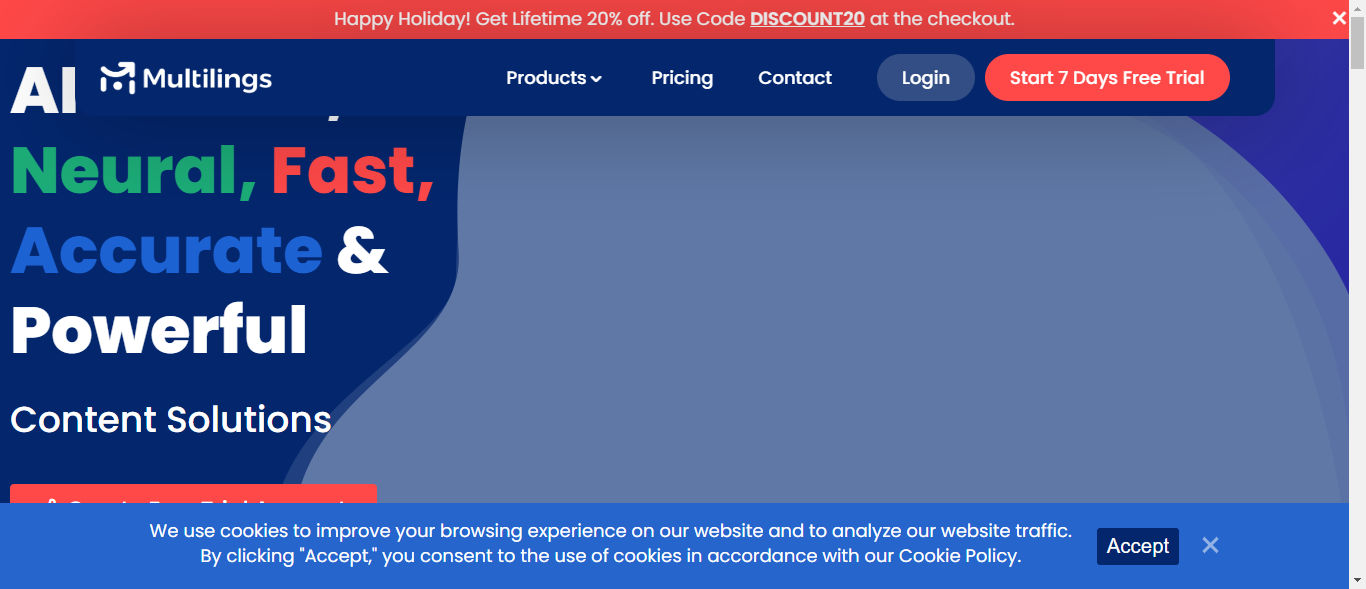 Happy Holiday! Get Lifetime 20% off. Use Code DISCOUNT20 at the checkout.
Multilings
Products
Pricing
Contact
Login
Start 7 Days Free Trial
AI
Neural, Fast,
Accurate &
Powerful
Content Solutions
We use cookies to improve your browsing experience on our website and to analyze our website traffic.
By clicking "Accept," you consent to the use of cookies in accordance with our Cookie Policy.
Accept